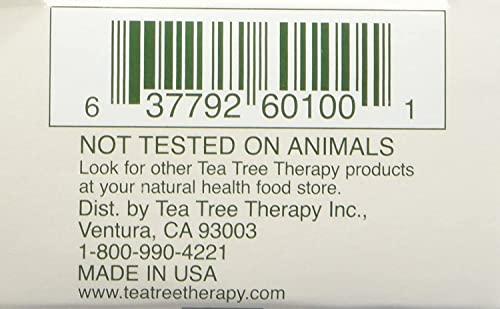 6 37792 60100 1
NOT TESTED ON ANIMALS
Look for other Tea Tree Therapy products
at your natural health food store.
Dist. by Tea Tree Therapy Inc.,
Ventura, CA 93003
1-800-990-4221
MADE IN USA
www.teatreetherapy.com